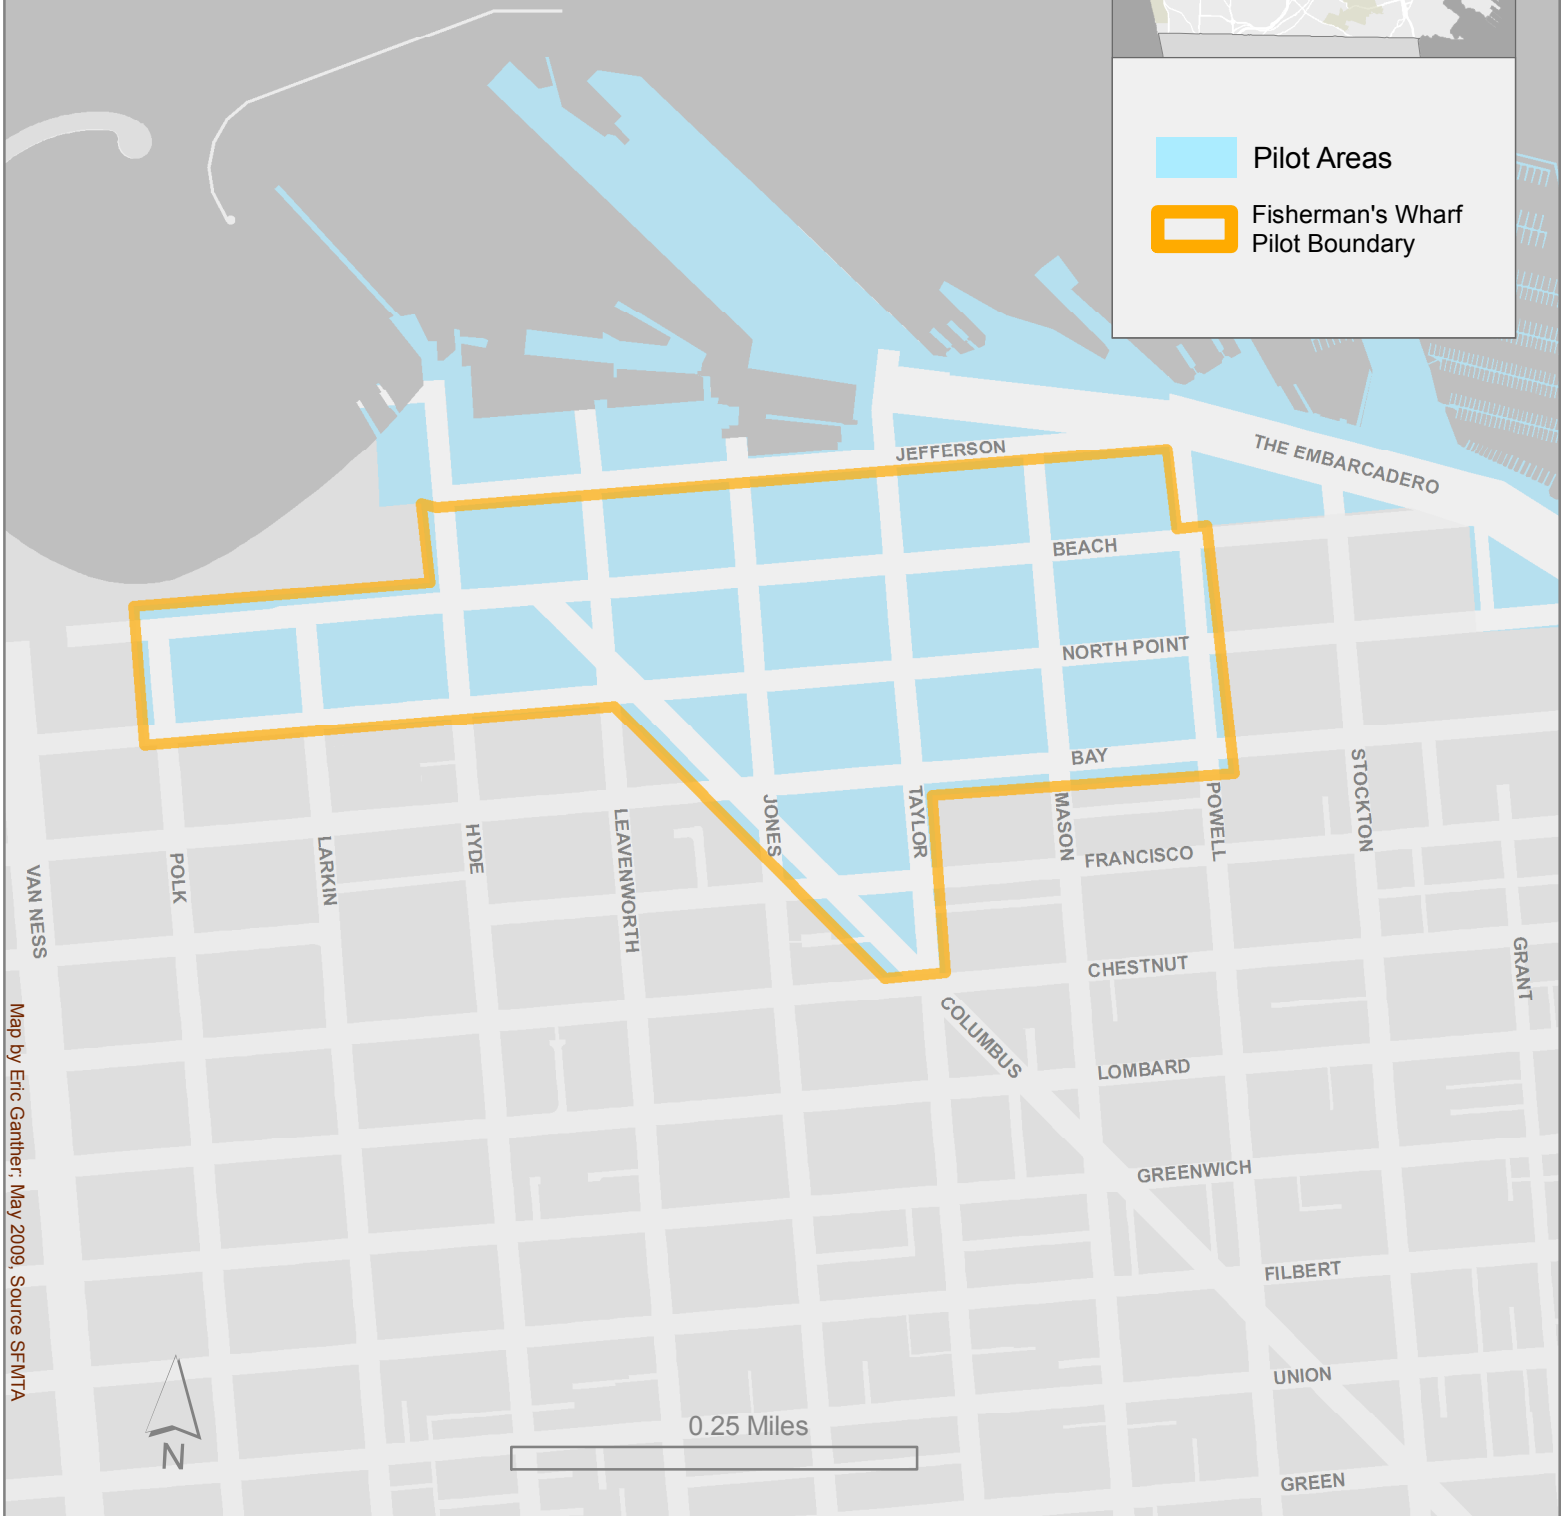 Pilot Areas
Fisherman's Wharf
Pilot Boundary
JEFFERSON
THE EMBARCADERO
BEACH
NORTH POINT
BAY
VAN NESS
POLK
LARKIN
HYDE
LEAVENWORTH
JONES
TAYLOR
MASON
POWELL
STOCKTON
FRANCISCO
GRANT
CHESTNUT
COLUMBUS
LOMBARD
GREENWICH
FILBERT
UNION
GREEN
Map by Eric Ganther; May 2009, Source SFMTA
N
0.25 Miles